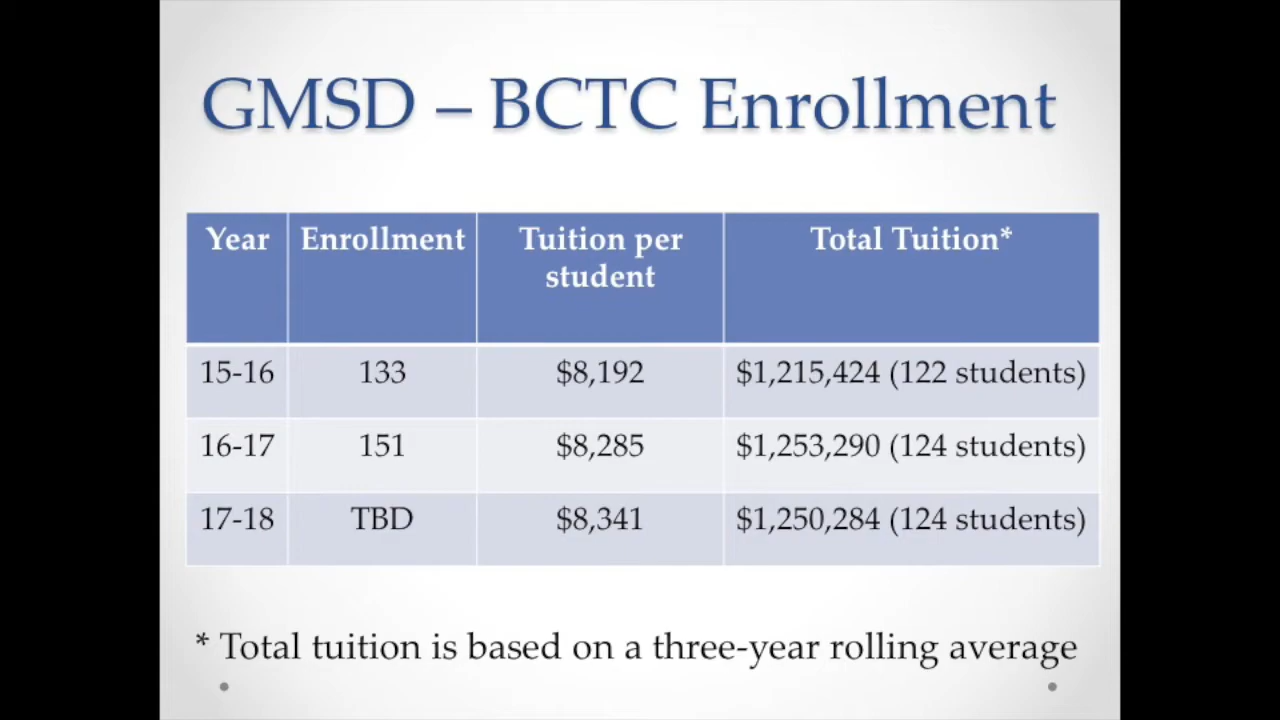 GMSD – BCTC Enrollment
Year Enrollment Tuition per student Total Tuition*
15-16 133 $8,192 $1,215,424 (122 students)
16-17 151 $8,285 $1,253,290 (124 students)
17-18 TBD $8,341 $1,250,284 (124 students)
* Total tuition is based on a three-year rolling average